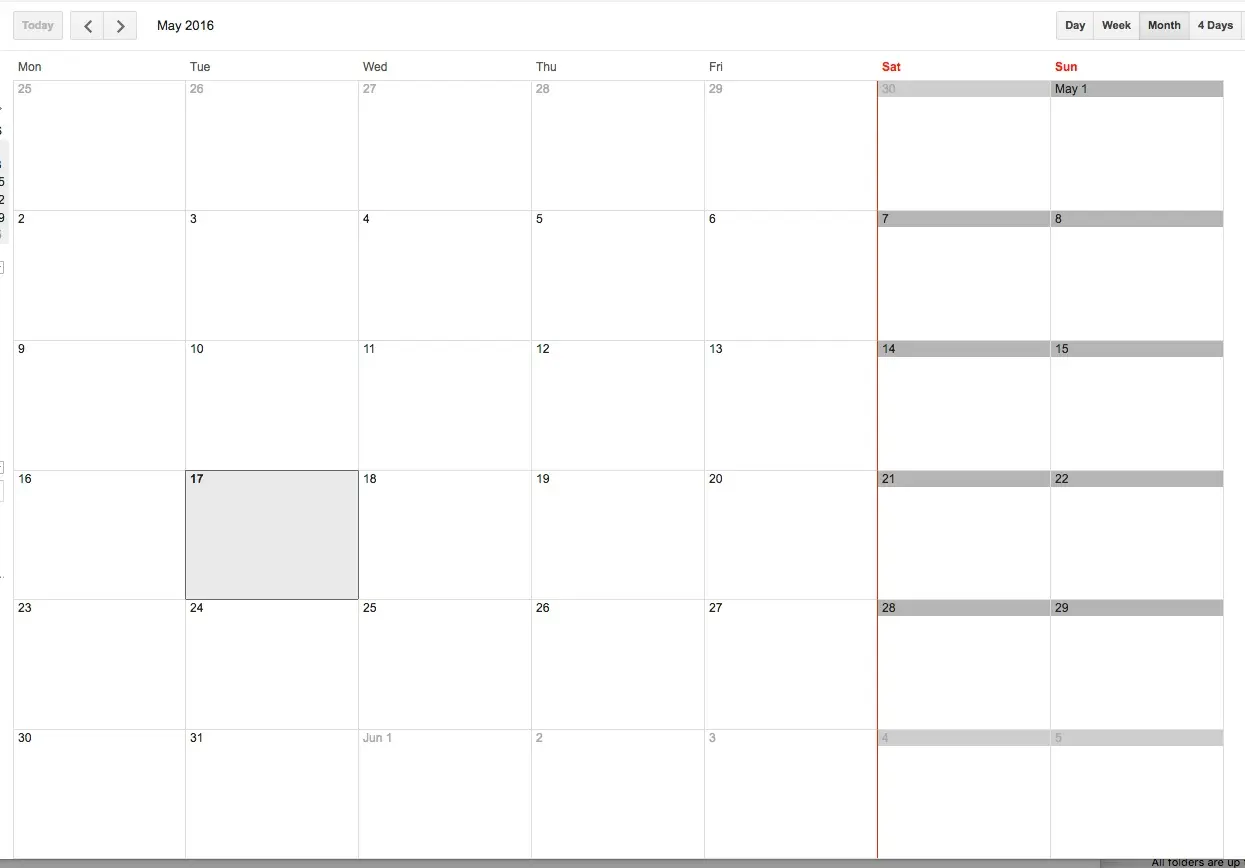 Today May 2016 Day Week Month 4 Days
Mon Tue Wed Thu Fri Sat Sun
25 26 27 28 29 30 May 1
2 3 4 5 6 7 8
9 10 11 12 13 14 15
16 17 18 19 20 21 22
23 24 25 26 27 28 29
30 31 Jun 1 2 3 4 5
All folders are up